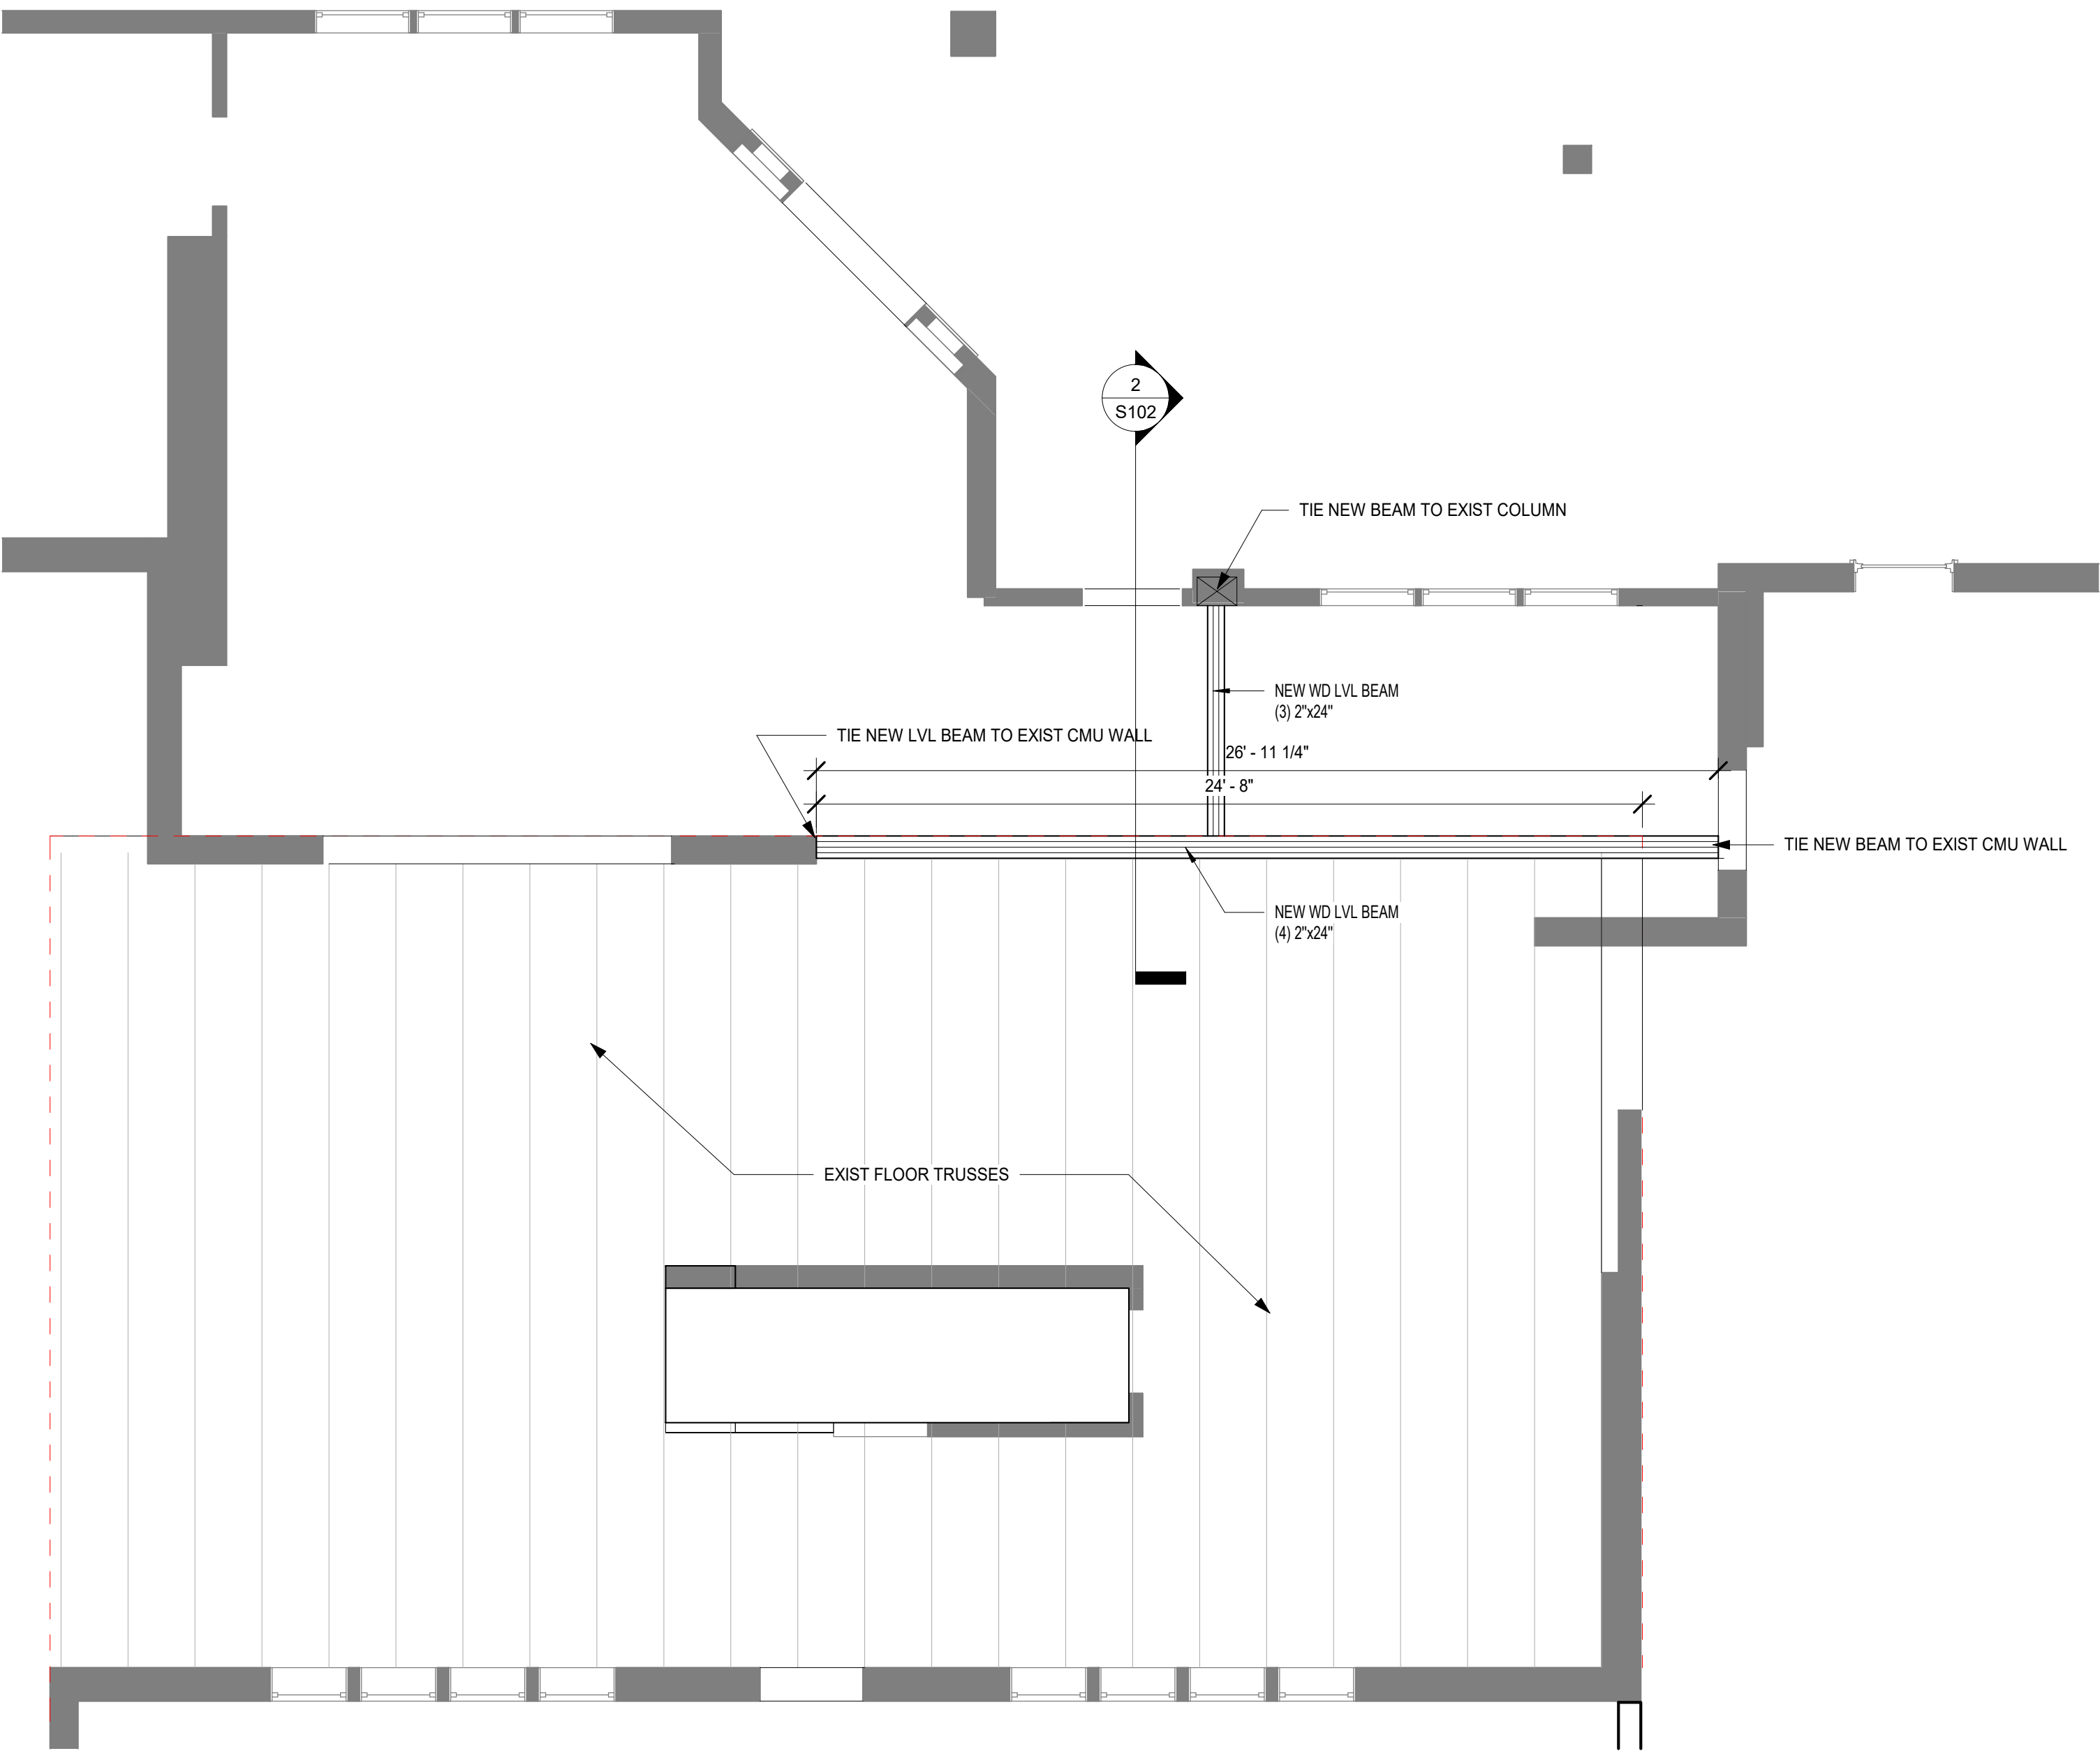 2
S102
TIE NEW BEAM TO EXIST COLUMN
NEW WD LVL BEAM
(3) 2"x24"
TIE NEW LVL BEAM TO EXIST CMU WALL
26' - 11 1/4"
24' - 8"
TIE NEW BEAM TO EXIST CMU WALL
NEW WD LVL BEAM
(4) 2"x24"
EXIST FLOOR TRUSSES